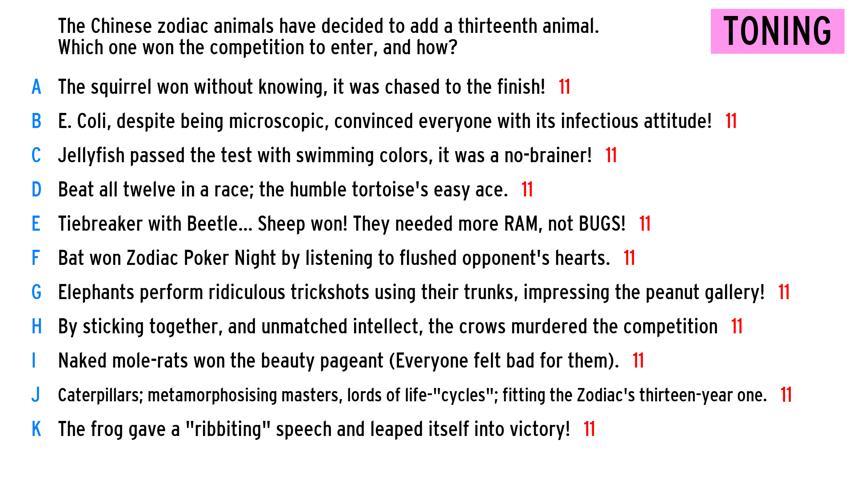 The Chinese zodiac animals have decided to add a thirteenth animal.
Which one won the competition to enter, and how?
TONING
A The squirrel won without knowing, it was chased to the finish! 11
B E. Coli, despite being microscopic, convinced everyone with its infectious attitude! 11
C Jellyfish passed the test with swimming colors, it was a no-brainer! 11
D Beat all twelve in a race; the humble tortoise's easy ace. 11
E Tiebreaker with Beetle... Sheep won! They needed more RAM, not BUGS! 11
F Bat won Zodiac Poker Night by listening to flushed opponent's hearts. 11
G Elephants perform ridiculous trickshots using their trunks, impressing the peanut gallery! 11
H By sticking together, and unmatched intellect, the crows murdered the competition 11
I Naked mole-rats won the beauty pageant (Everyone felt bad for them). 11
J Caterpillars; metamorphosising masters, lords of life-"cycles"; fitting the Zodiac's thirteen-year one. 11
K The frog gave a "ribbiting" speech and leaped itself into victory! 11